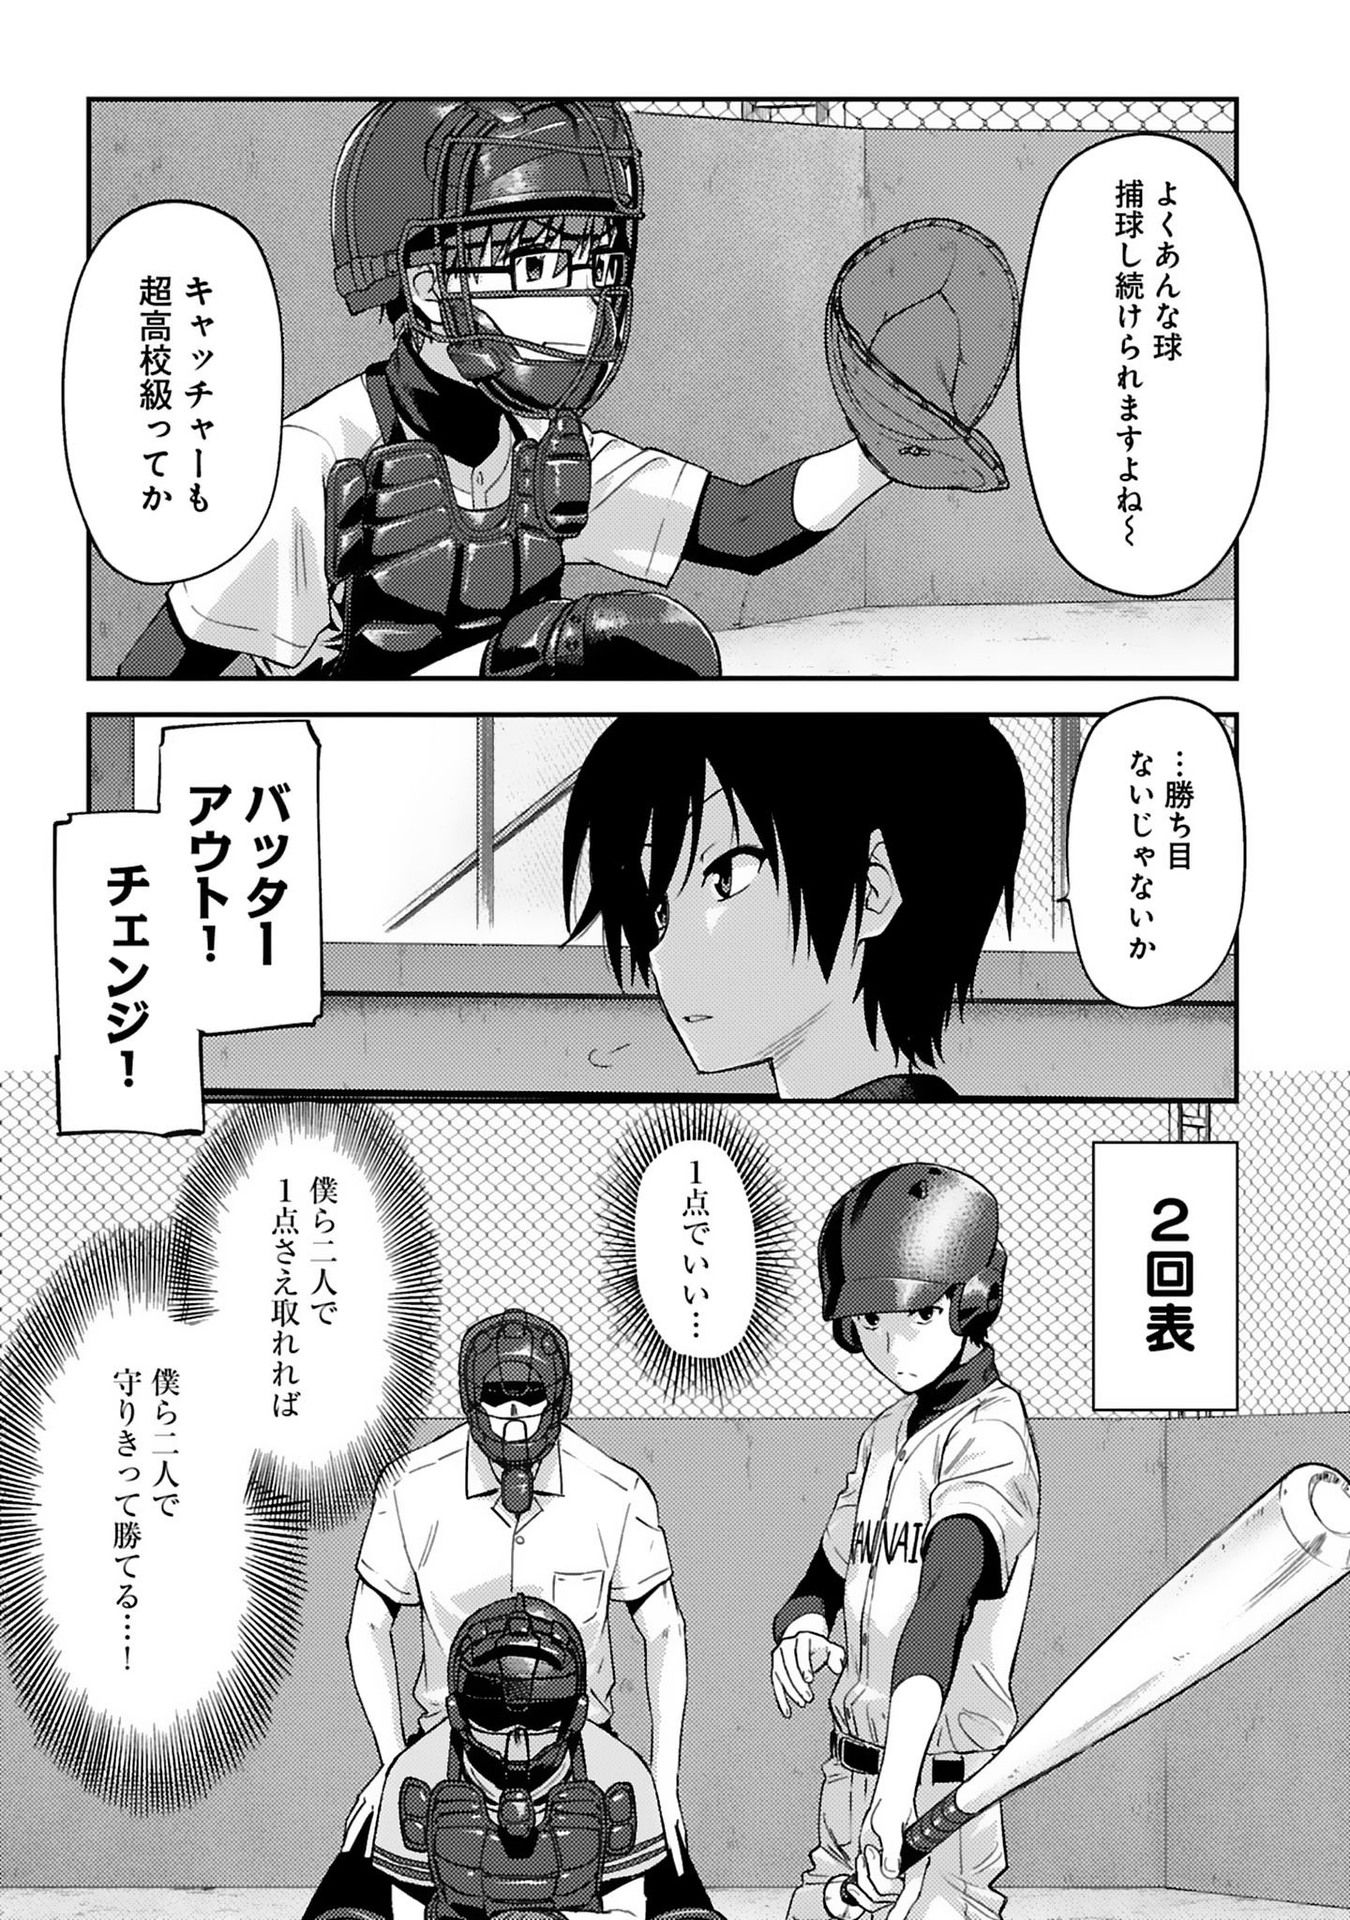 よくあんな球
捕球し続けられますよね～
キャッチャーも
超高校級ってか
…勝ち目
ないじゃないか
バッター
アウト！
チェンジ！
２回表
１点でいい…
僕ら二人で
１点さえ取れれば
僕ら二人で
守りきって勝てる…！